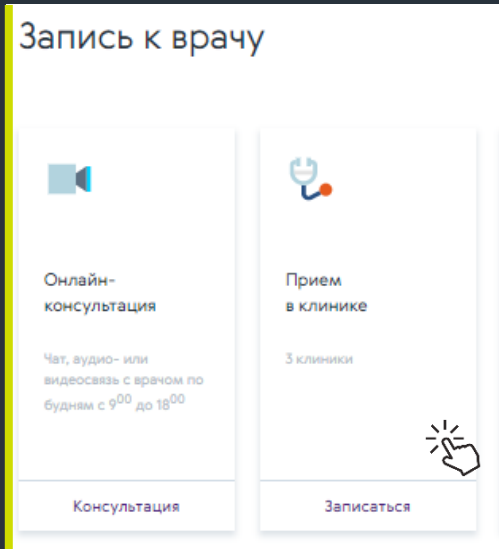 Запись к врачу
Онлайн-
консультация
Чат, аудио- или
видеосвязь с врачом по
будням с 9⁰⁰ до 18⁰⁰
Консультация
Прием
в клинике
3 клиники
Записаться